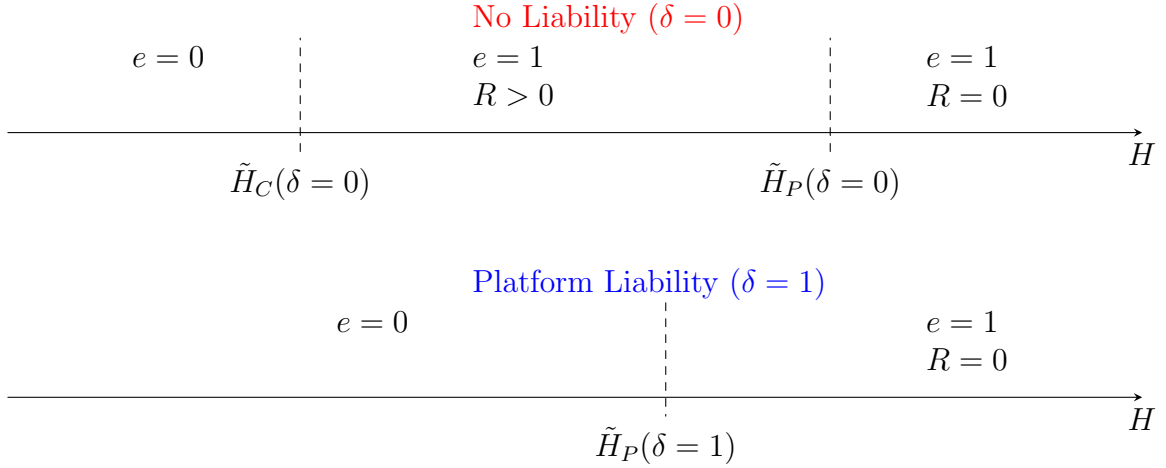 No Liability (δ = 0)
e = 0 e = 1 e = 1
R > 0 R = 0
H
H̃_C(δ = 0) H̃_P(δ = 0)
Platform Liability (δ = 1)
e = 0 e = 1
R = 0
H
H̃_P(δ = 1)